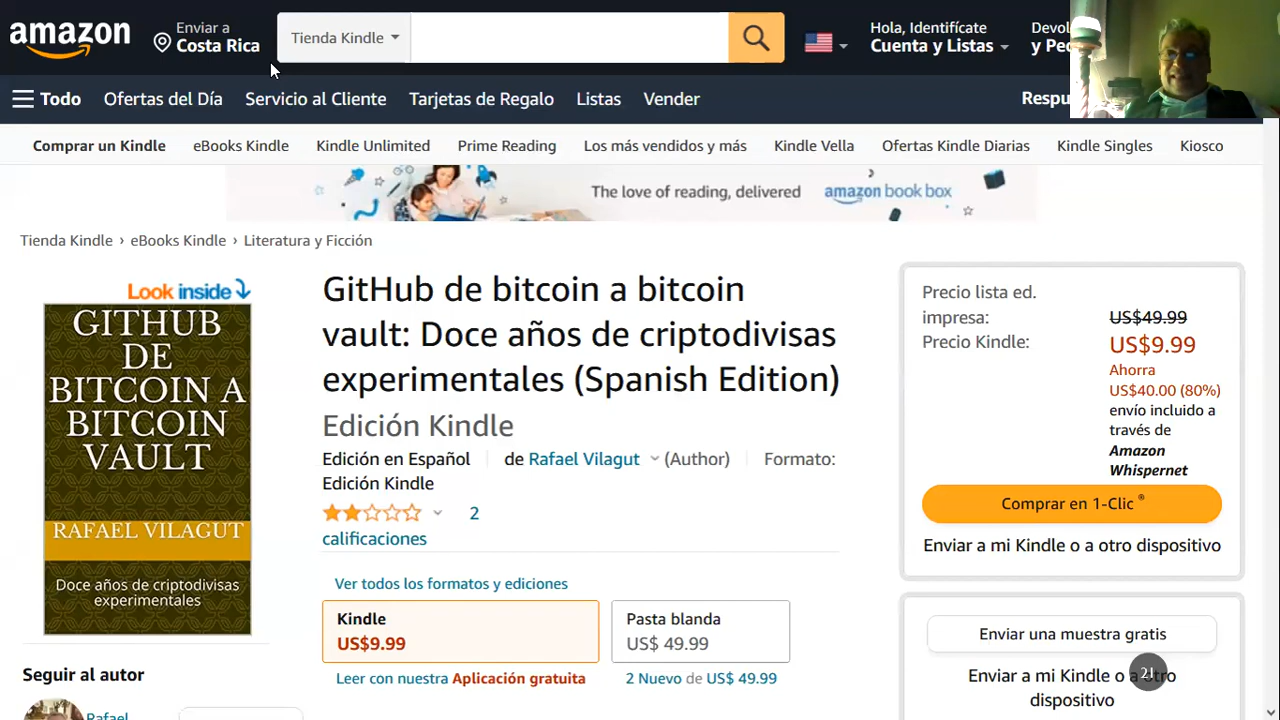 amazon
Enviar a
Costa Rica
Tienda Kindle
Hola, Identifícate
Cuenta y Listas
Devol
y Pe
Todo
Ofertas del Día
Servicio al Cliente
Tarjetas de Regalo
Listas
Vender
Respu
Comprar un Kindle
eBooks Kindle
Kindle Unlimited
Prime Reading
Los más vendidos y más
Kindle Vella
Ofertas Kindle Diarias
Kindle Singles
Kiosco
The love of reading, delivered
amazon book box
Tienda Kindle › eBooks Kindle › Literatura y Ficción
Look inside
GITHUB
DE
BITCOIN A
BITCOIN
VAULT
RAFAEL VILAGUT
Doce años de criptodivisas
experimentales
Seguir al autor
Rafael
GitHub de bitcoin a bitcoin
vault: Doce años de criptodivisas
experimentales (Spanish Edition)
Edición Kindle
Edición en Español | de Rafael Vilagut (Author) | Formato:
Edición Kindle
2
calificaciones
Ver todos los formatos y ediciones
Kindle
US$9.99
Pasta blanda
US$ 49.99
Leer con nuestra Aplicación gratuita
2 Nuevo de US$ 49.99
Precio lista ed.
impresa:
US$49.99
Precio Kindle:
US$9.99
Ahorra
US$40.00 (80%)
envío incluido a
través de
Amazon
Whispernet
Comprar en 1-Clic ®
Enviar a mi Kindle o a otro dispositivo
Enviar una muestra gratis
Enviar a mi Kindle o a otro
dispositivo
21